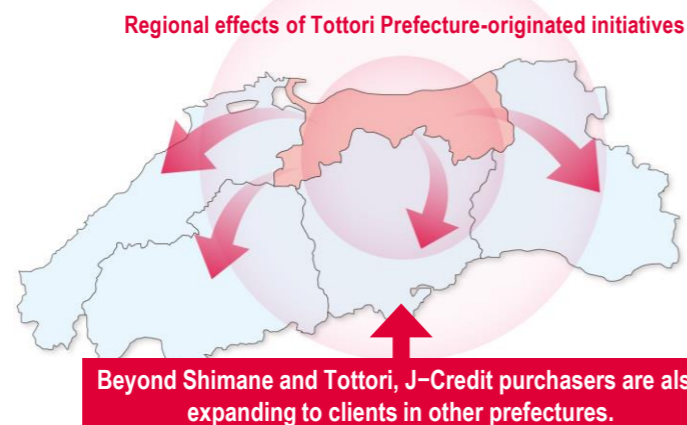 Regional effects of Tottori Prefecture-originated initiatives
Beyond Shimane and Tottori, J−Credit purchasers are als
expanding to clients in other prefectures.